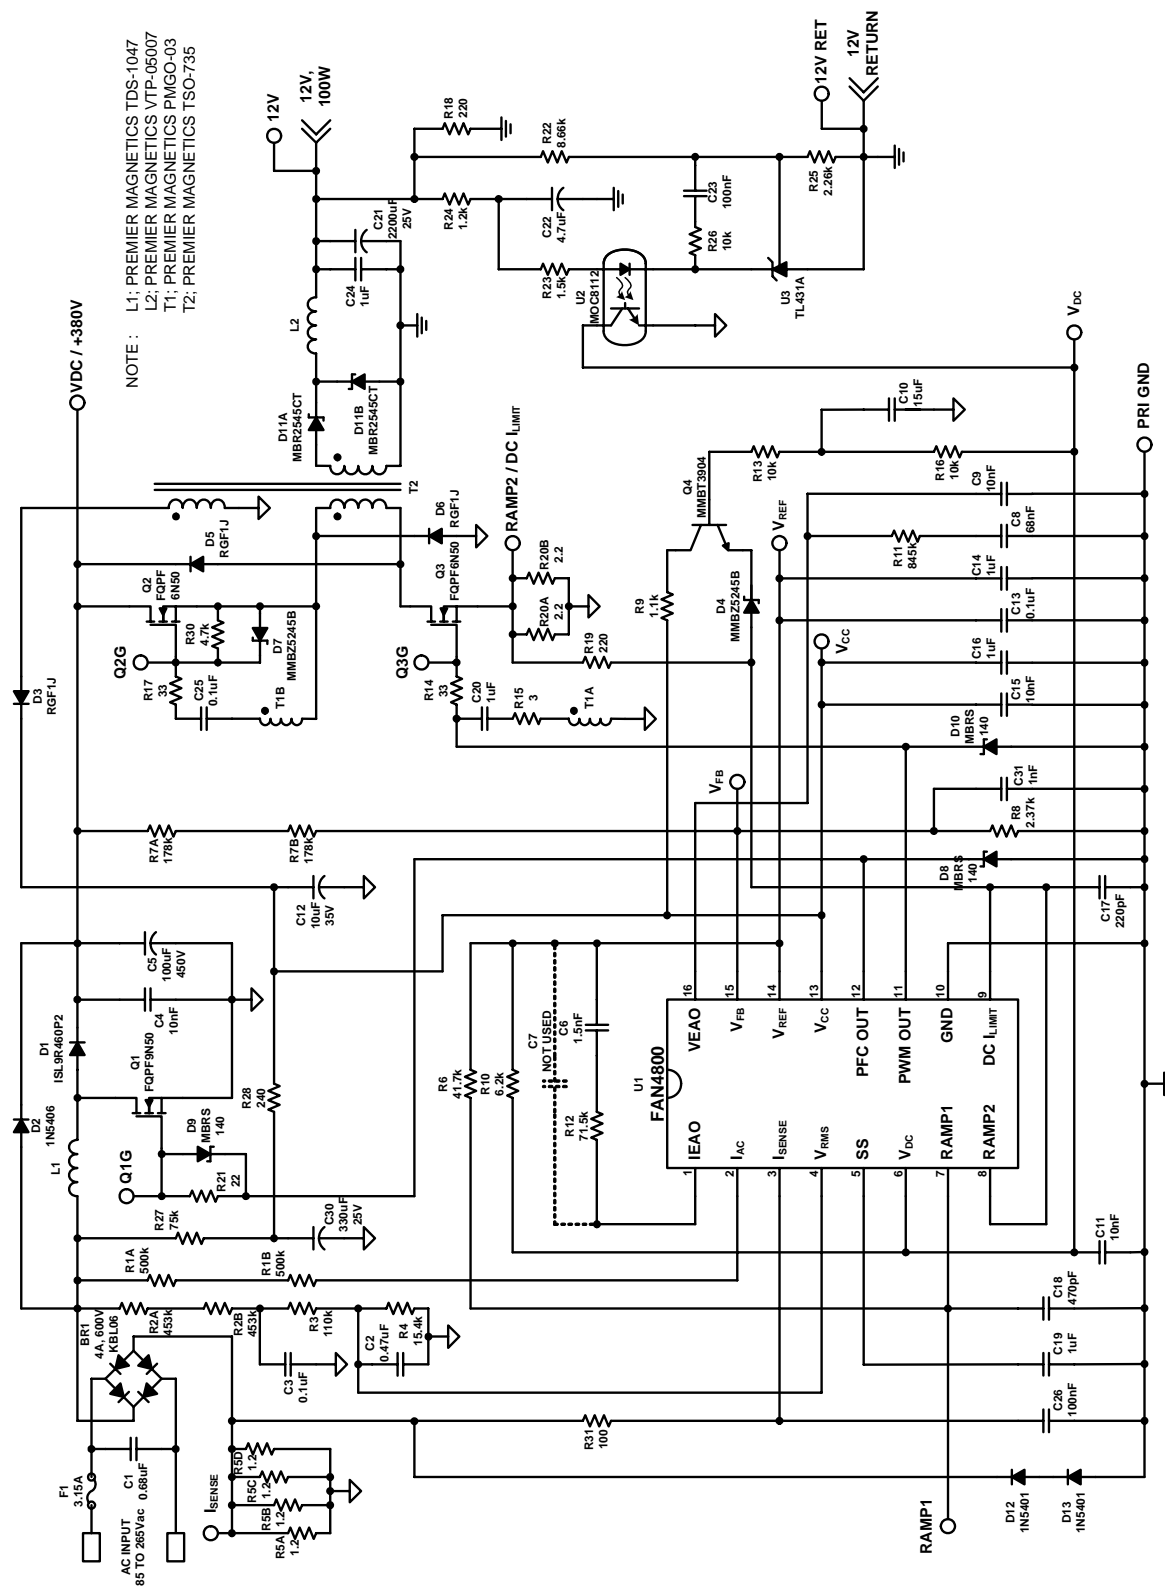 NOTE :
L1; PREMIER MAGNETICS TDS-1047
L2; PREMIER MAGNETICS VTP-05007
T1; PREMIER MAGNETICS PMGO-03
T2; PREMIER MAGNETICS TSO-735
AC INPUT
85 TO 265Vac
F1
3.15A
C1
0.68uF
BR1
4A, 600V
KBL06
ISENSE
R5A
1.2
R5B
1.2
R5C
1.2
R5D
1.2
R2A
453k
R2B
453k
R3
110k
R4
15.4k
C3
0.1uF
C2
0.47uF
R1A
500k
R1B
500k
R27
75k
C30
330uF
25V
R28
240
L1
D2
1N5406
D1
ISL9R460P2
Q1G
Q1
FQPF9N50
D9
MBRS
140
R21
22
C4
10nF
C5
100uF
450V
C12
10uF
35V
R7A
178k
R7B
178k
D3
RGF1J
VDC / +380V
Q2G
Q2
FQPF
6N50
R17
33
C25
0.1uF
T1B
R30
4.7k
D7
MMBZ5245B
D5
RGF1J
T2
D6
RGF1J
Q3G
Q3
FQPF6N50
R14
33
C20
1uF
R15
3
T1A
RAMP2 / DC ILIMIT
R20A
2.2
R20B
2.2
R19
220
D11A
MBR2545CT
D11B
MBR2545CT
L2
C24
1uF
C21
2200uF
25V
12V
12V,
100W
R24
1.2k
R18
220
R22
8.66k
C22
4.7uF
R23
1.5k
U2
MOC8112
R26
10k
C23
100nF
U3
TL431A
R25
2.26k
12V RET
12V
RETURN
R9
1.1k
Q4
MMBT3904
D4
MMBZ5245B
R13
10k
R16
10k
C10
15uF
VREF
VCC
VFB
R11
845k
C9
10nF
C8
68nF
C14
1uF
C13
0.1uF
C16
1uF
C15
10nF
D10
MBRS
140
C31
1nF
R8
2.37k
D8
MBRS
140
C17
220pF
R6
41.7k
R10
6.2k
C7
NOT USED
C6
1.5nF
R12
71.5k
U1
FAN4800
1
IEAO
2
IAC
3
ISENSE
4
VRMS
5
SS
6
VDC
7
RAMP1
8
RAMP2
16
VEAO
15
VFB
14
VREF
13
VCC
12
PFC OUT
11
PWM OUT
10
GND
9
DC ILIMIT
C11
10nF
C18
470pF
C19
1uF
C26
100nF
R31
100
D12
1N5401
D13
1N5401
RAMP1
VDC
PRI GND